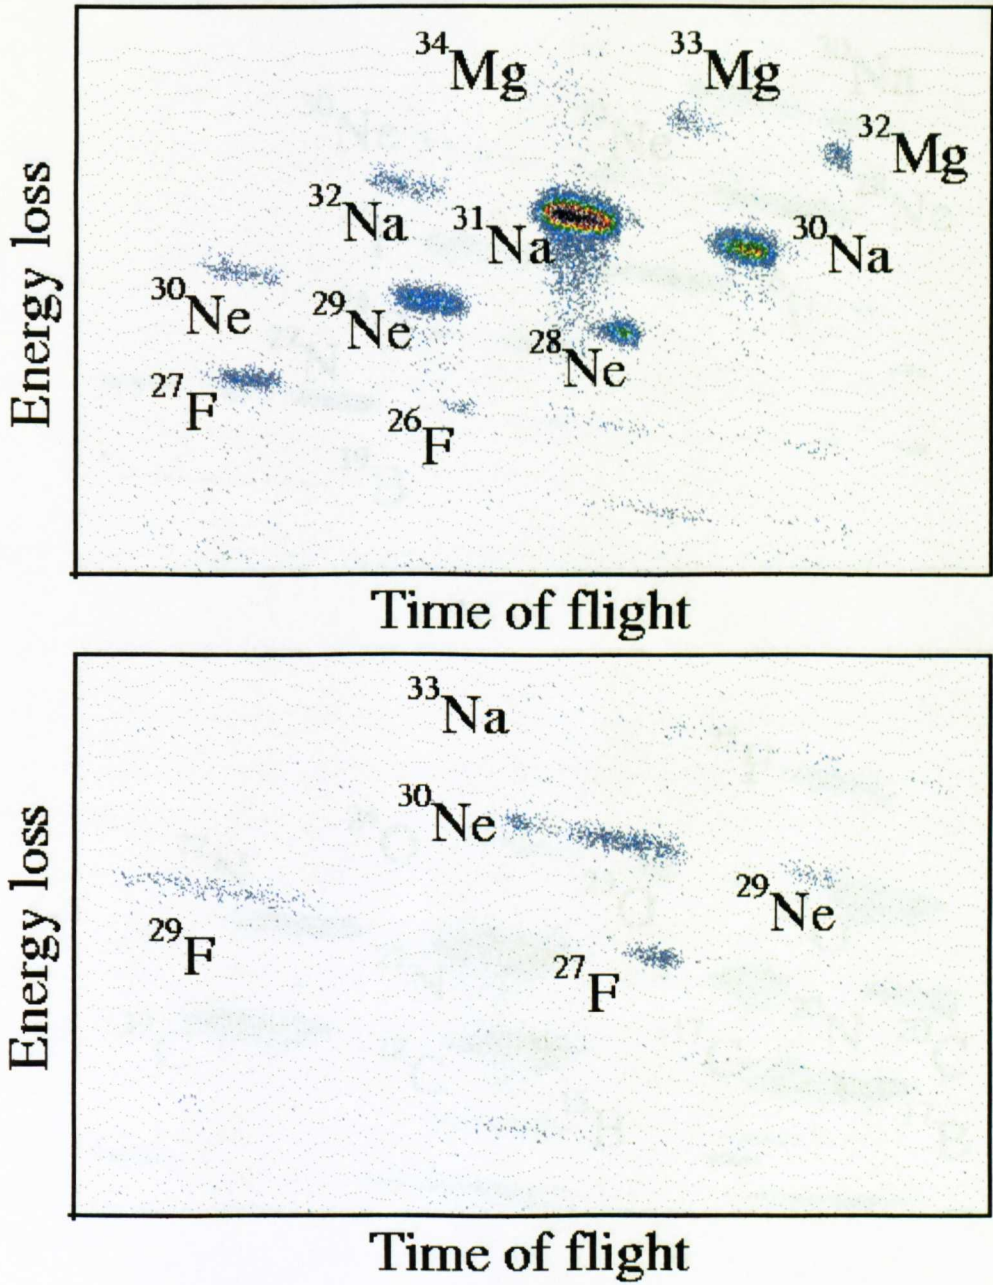 ³⁴Mg ³³Mg
³²Mg
³²Na ³¹Na ³⁰Na
³⁰Ne ²⁹Ne
²⁸Ne
²⁷F
²⁶F
Energy loss
Time of flight
³³Na
³⁰Ne
²⁹Ne
²⁹F
²⁷F
Energy loss
Time of flight